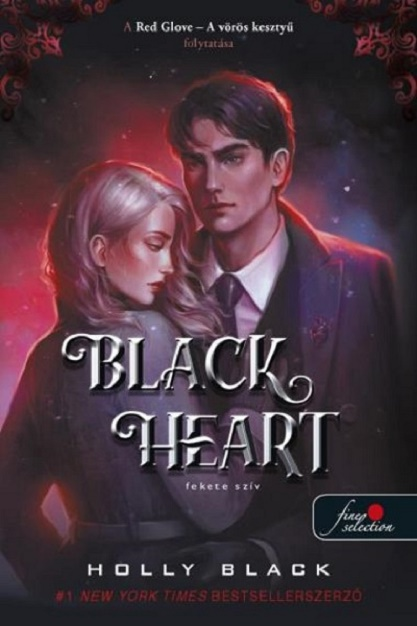 A Red Glove – A vörös kesztyű
folytatása
BLACK
HEART
fekete szív
fine
selection
HOLLY BLACK
#1 NEW YORK TIMES BESTSELLERSZERZŐ